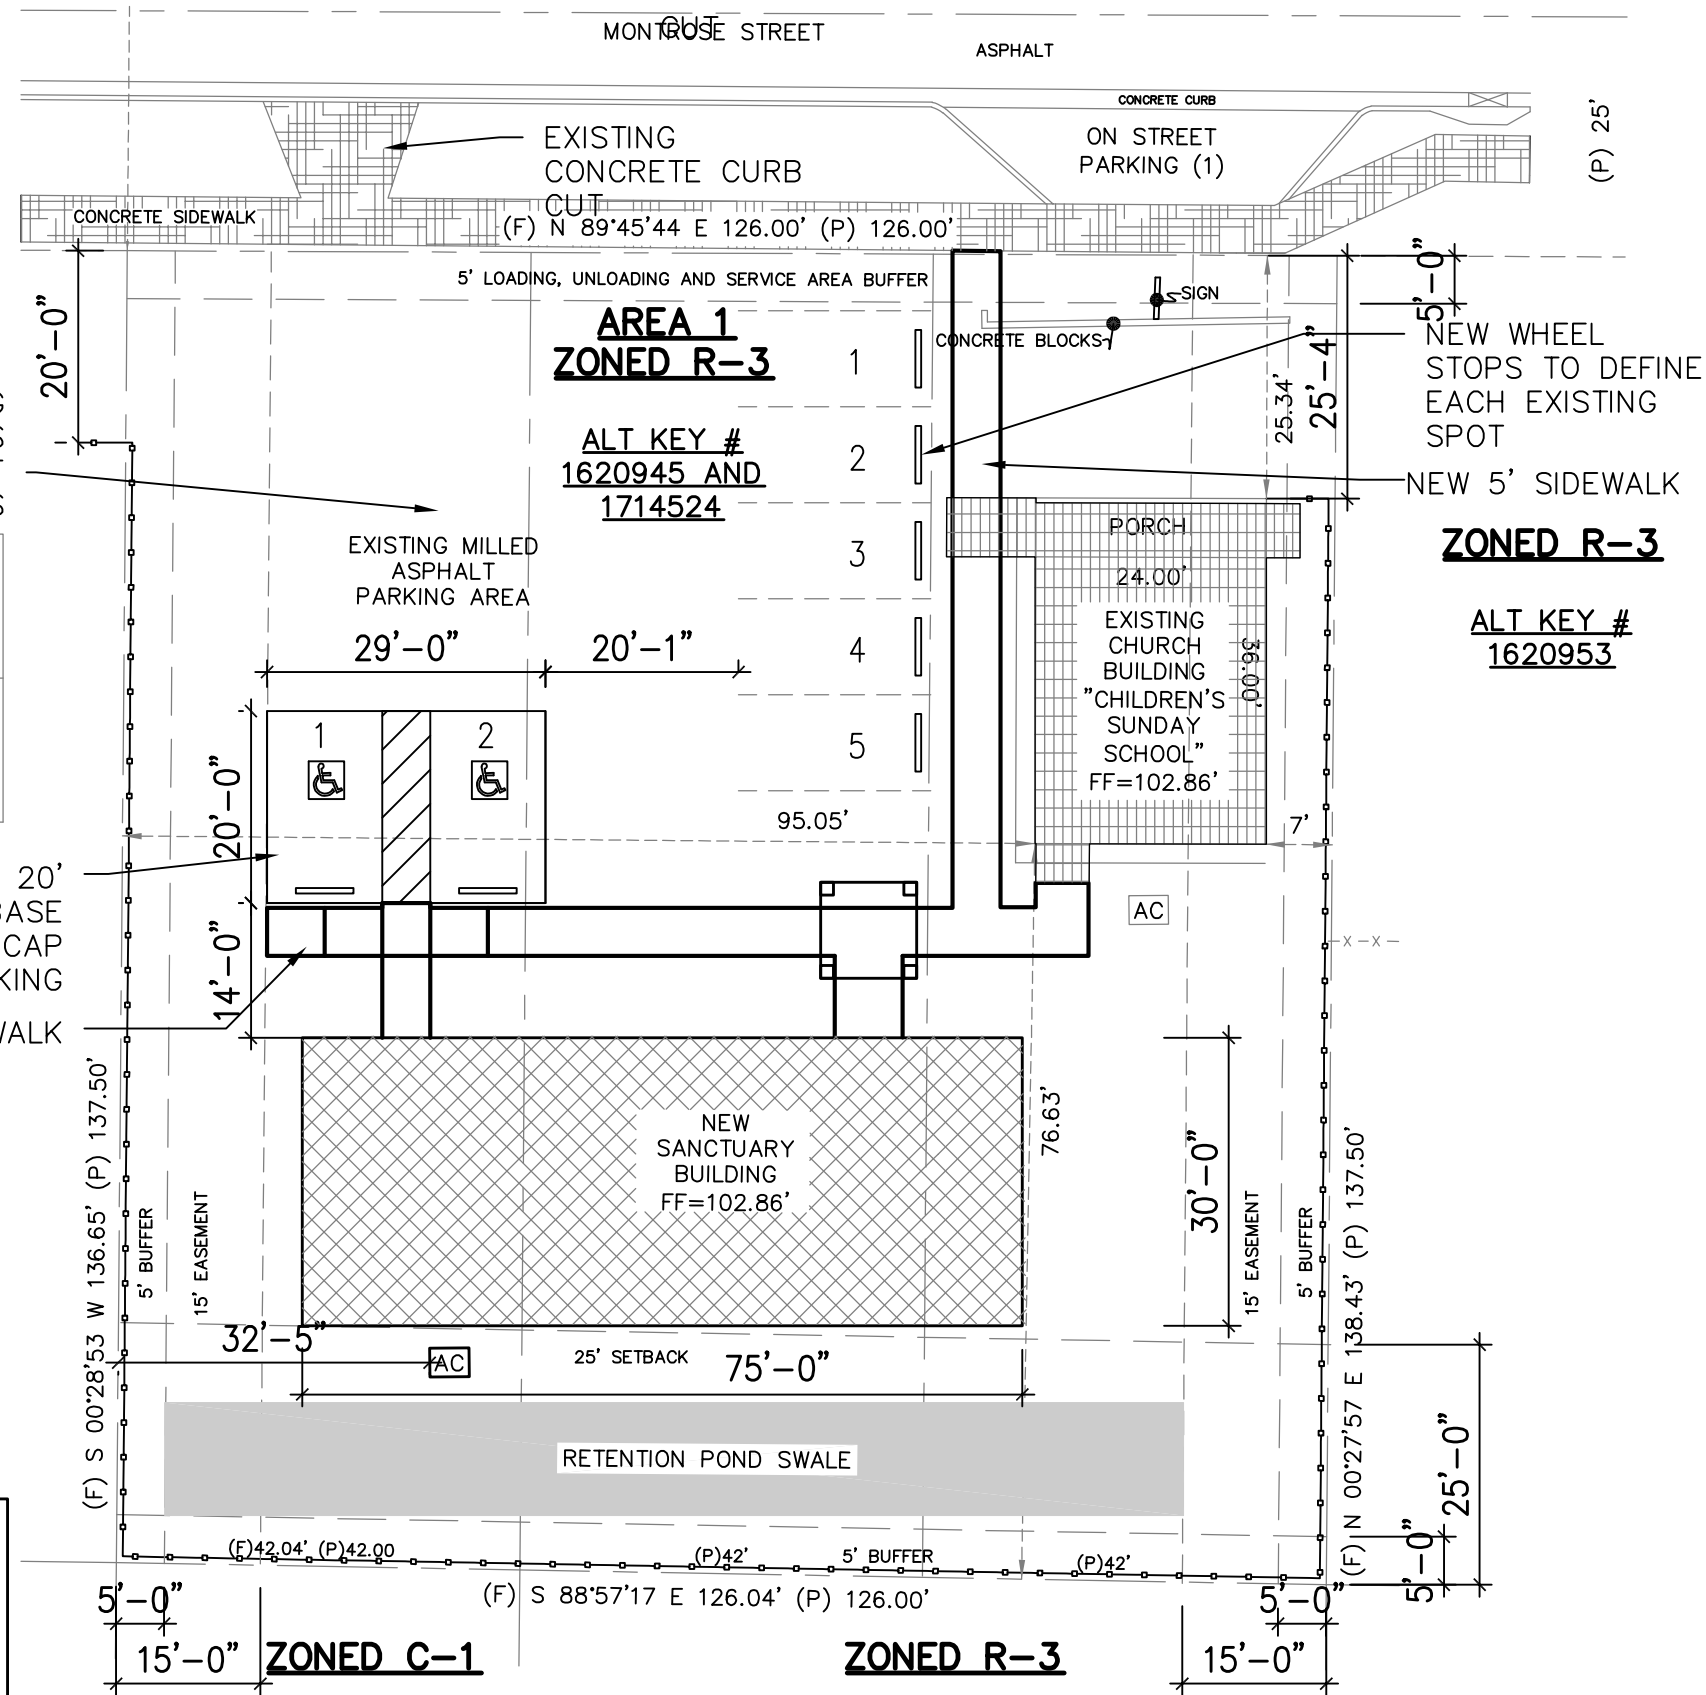 MONTROSE STREET
CUT
ASPHALT
CONCRETE CURB
(P) 25'
EXISTING
CONCRETE CURB
CUT
ON STREET
PARKING (1)
CONCRETE SIDEWALK
(F) N 89°45'44 E 126.00' (P) 126.00'
5' LOADING, UNLOADING AND SERVICE AREA BUFFER
SIGN
5'-0"
20'-0"
AREA 1
ZONED R-3
CONCRETE BLOCKS
NEW WHEEL
STOPS TO DEFINE
EACH EXISTING
SPOT
1
25.34'
25'-4"
ALT KEY #
1620945 AND
1714524
2
NEW 5' SIDEWALK
PORCH
24.00'
ZONED R-3
EXISTING MILLED
ASPHALT
PARKING AREA
3
ALT KEY #
1620953
29'-0"
20'-1"
4
EXISTING
CHURCH
BUILDING
"CHILDREN'S
SUNDAY
SCHOOL"
FF=102.86'
36.00'
1
2
5
20'-0"
95.05'
7'
20'
BASE
CAP
KING
WALK
AC
14'-0"
X-X
NEW
SANCTUARY
BUILDING
FF=102.86'
76.63'
30'-0"
(F) S 00°28'53 W 136.65' (P) 137.50'
5' BUFFER
15' EASEMENT
15' EASEMENT
5' BUFFER
(F) N 00°27'57 E 138.43' (P) 137.50'
32'-5"
AC
25' SETBACK
75'-0"
RETENTION POND SWALE
25'-0"
5'-0"
(F)42.04' (P)42.00
(P)42'
5' BUFFER
(P)42'
(F) S 88°57'17 E 126.04' (P) 126.00'
5'-0"
5'-0"
15'-0"
ZONED C-1
ZONED R-3
15'-0"